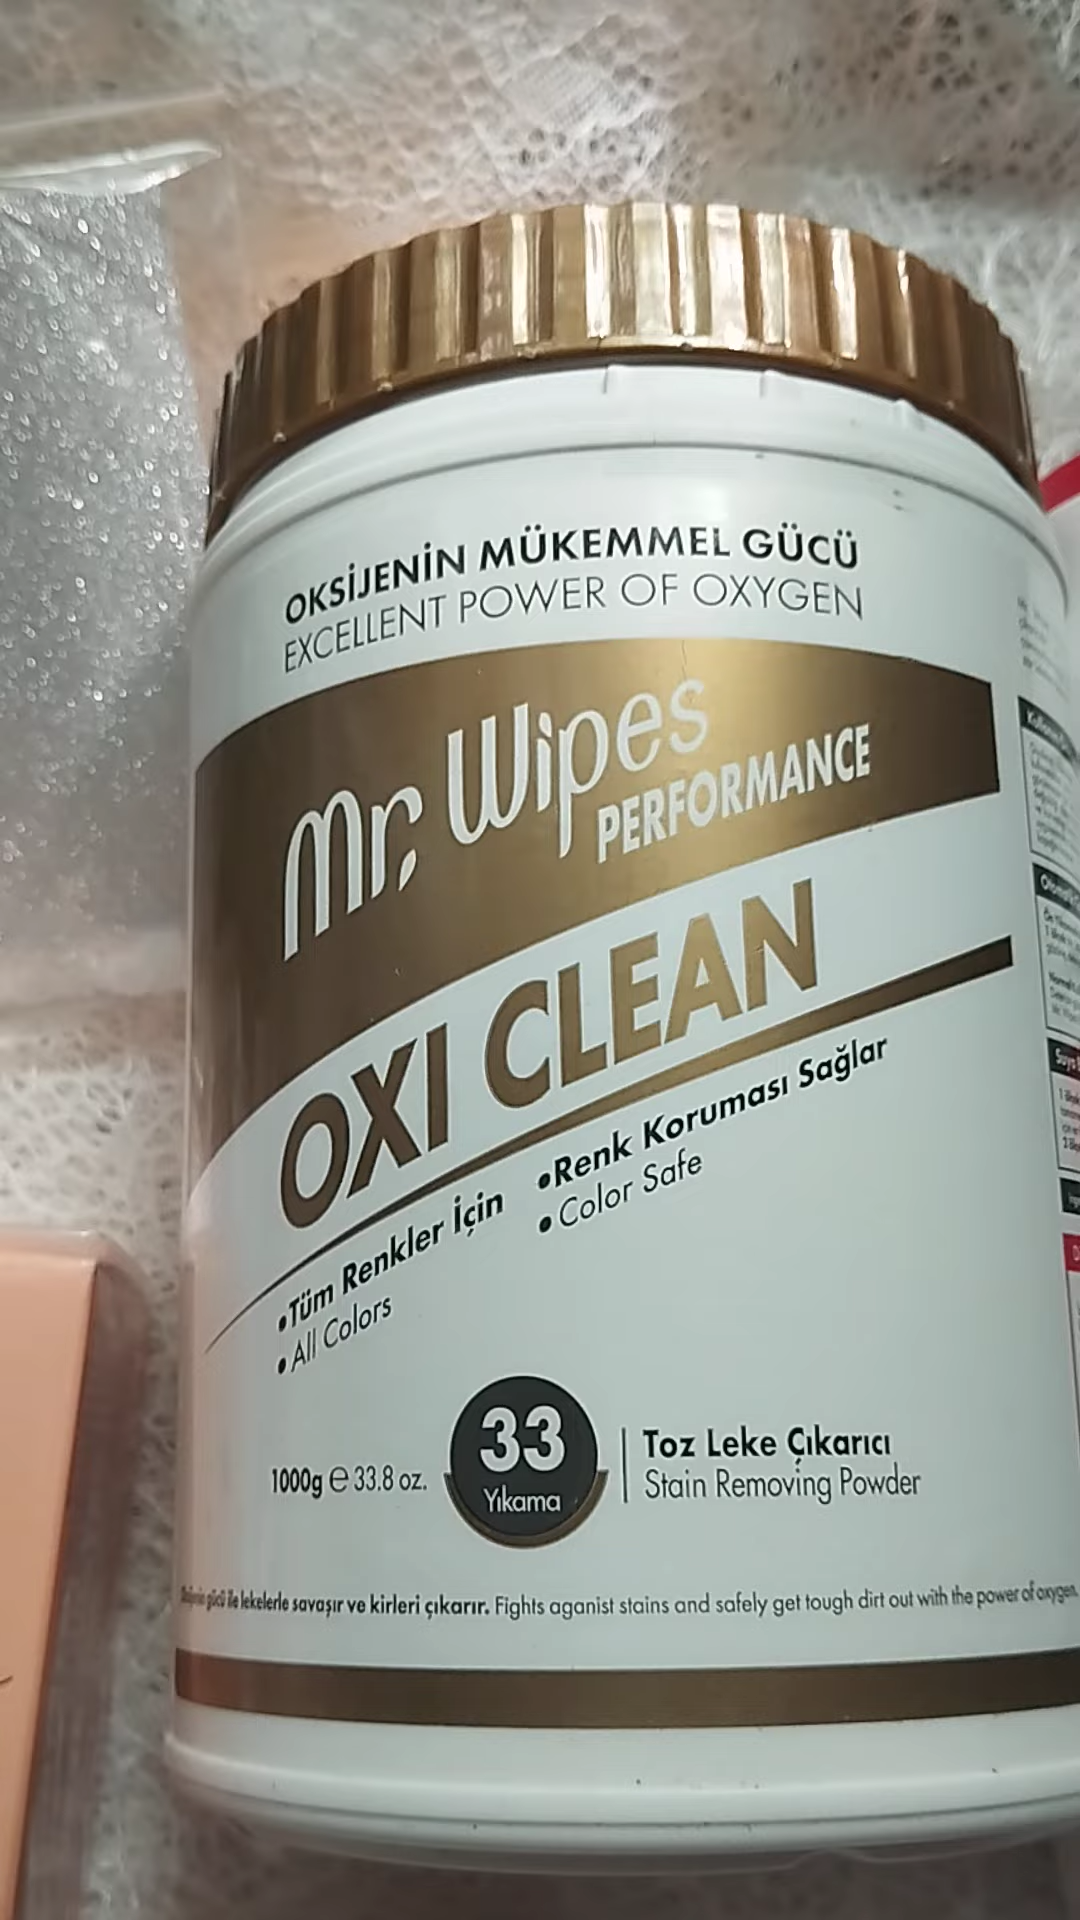 OKSİJENİN MÜKEMMEL GÜCÜ
EXCELLENT POWER OF OXYGEN
Mr. Wipes
PERFORMANCE
OXI CLEAN
•Tüm Renkler İçin
• All Colors
•Renk Koruması Sağlar
• Color Safe
1000g e 33.8 oz.
33
Yıkama
Toz Leke Çıkarıcı
Stain Removing Powder
gücü ile lekelerle savaşır ve kirleri çıkarır. Fights aganist stains and safely get tough dirt out with the power of oxygen.